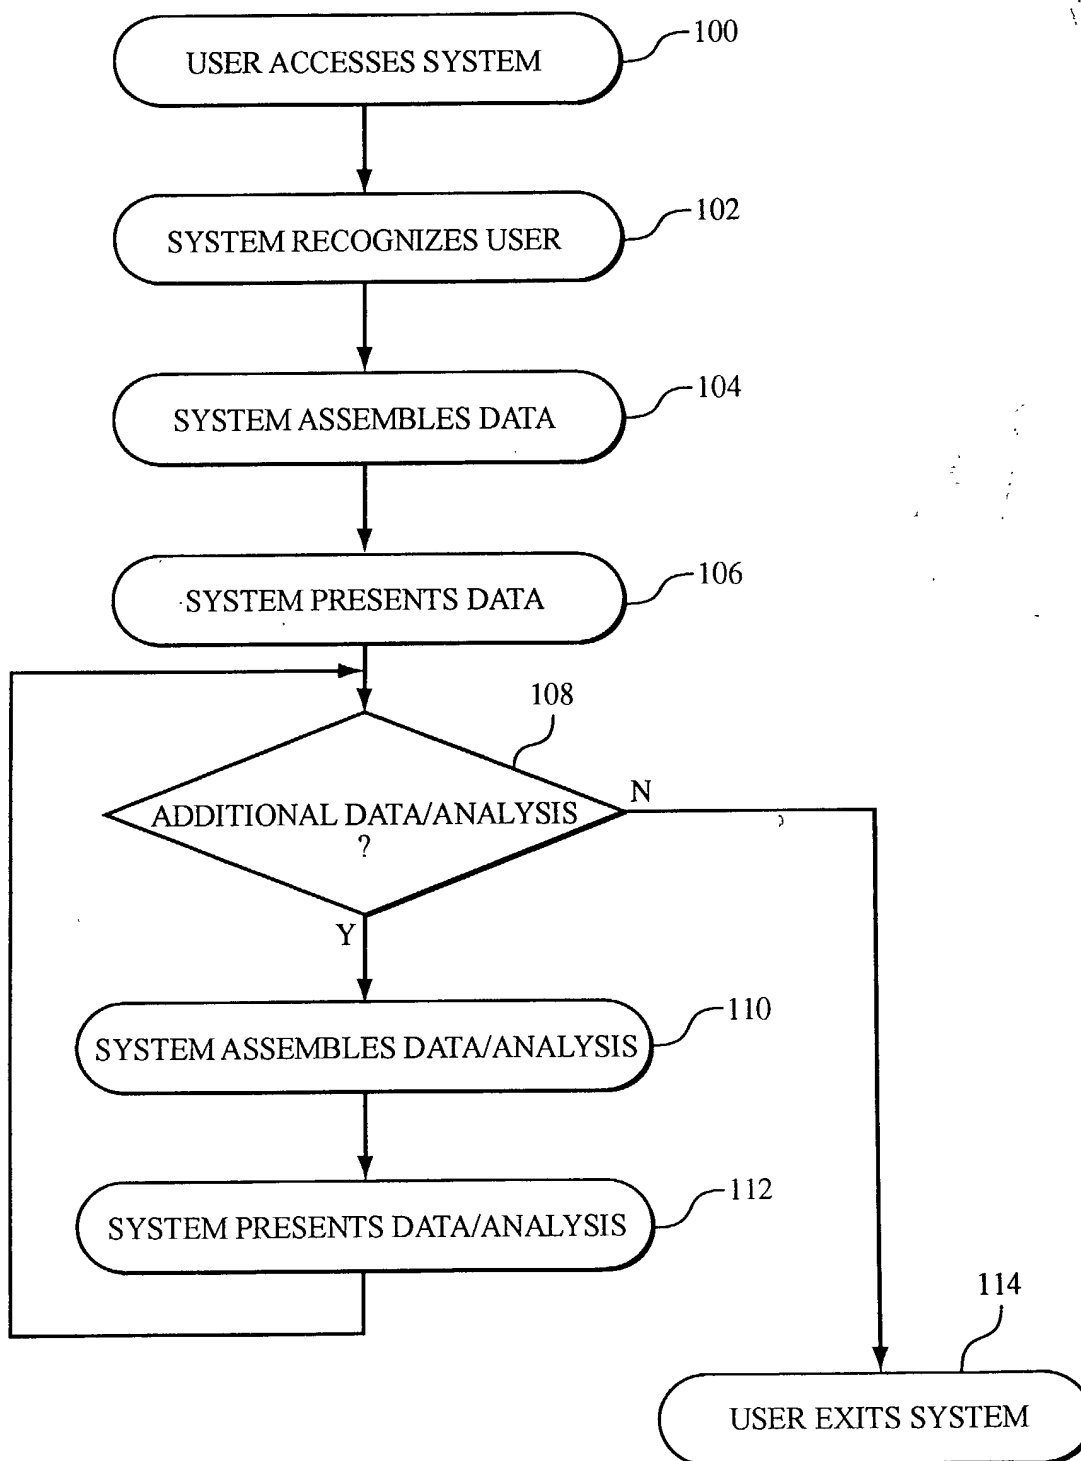 USER ACCESSES SYSTEM
100
SYSTEM RECOGNIZES USER
102
SYSTEM ASSEMBLES DATA
104
SYSTEM PRESENTS DATA
106
108
ADDITIONAL DATA/ANALYSIS
?
N
Y
SYSTEM ASSEMBLES DATA/ANALYSIS
110
SYSTEM PRESENTS DATA/ANALYSIS
112
114
USER EXITS SYSTEM